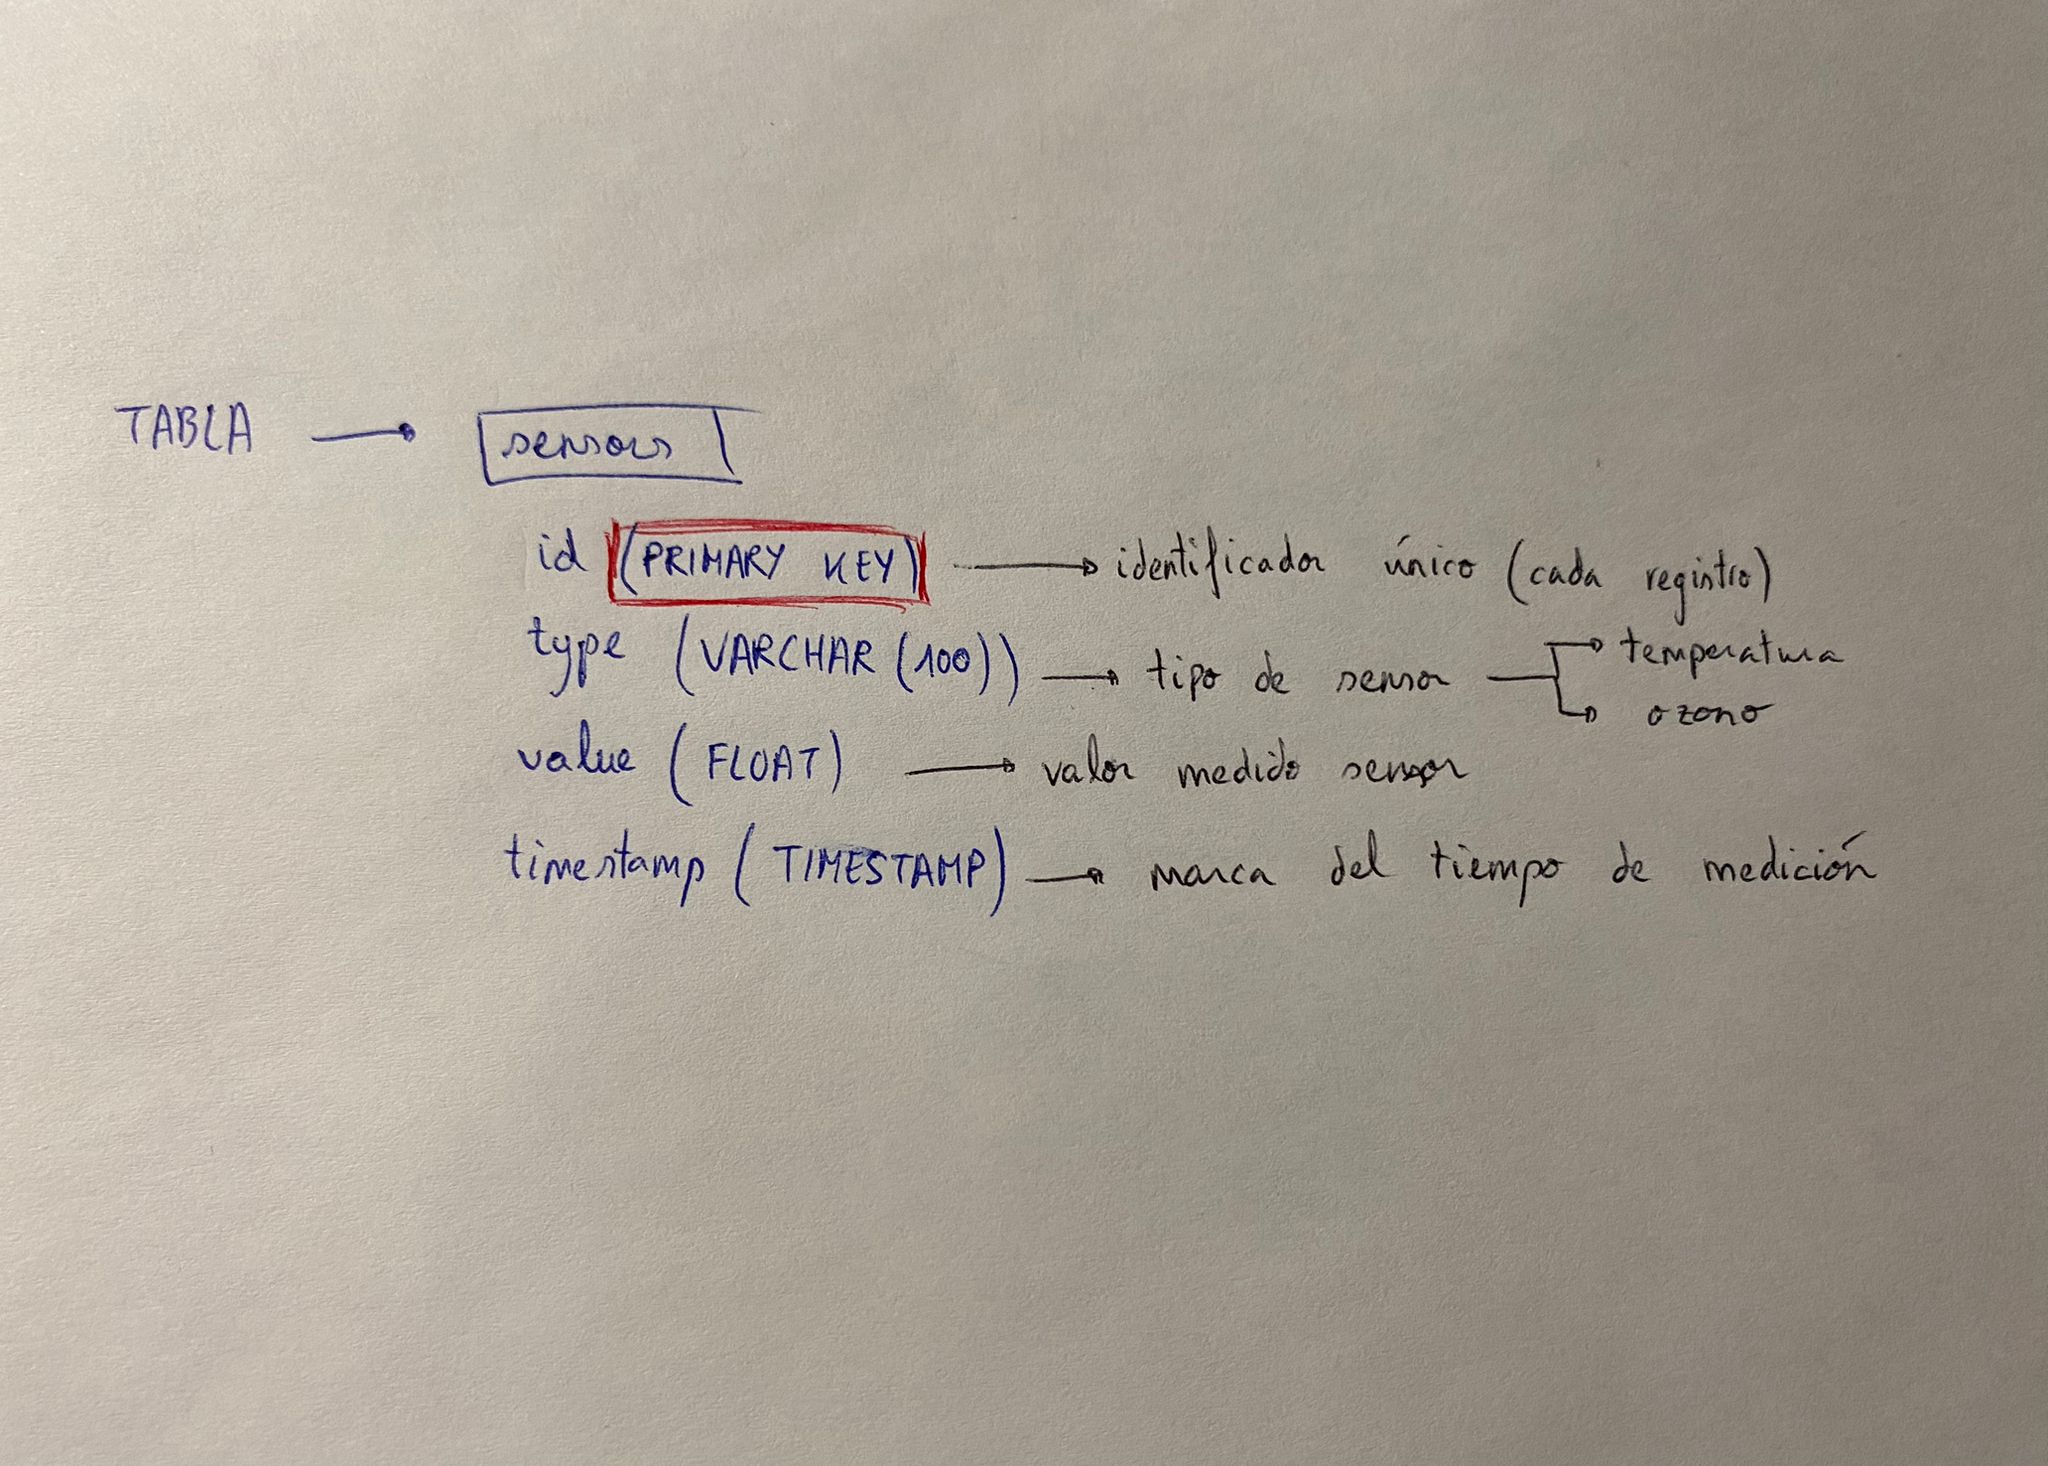 TABLA → sensors
id (PRIMARY KEY) → identificador único (cada registro)
type (VARCHAR (100)) → tipo de sensor → temperatura
→ ozono
value (FLOAT) → valor medido sensor
timestamp (TIMESTAMP) → marca del tiempo de medición